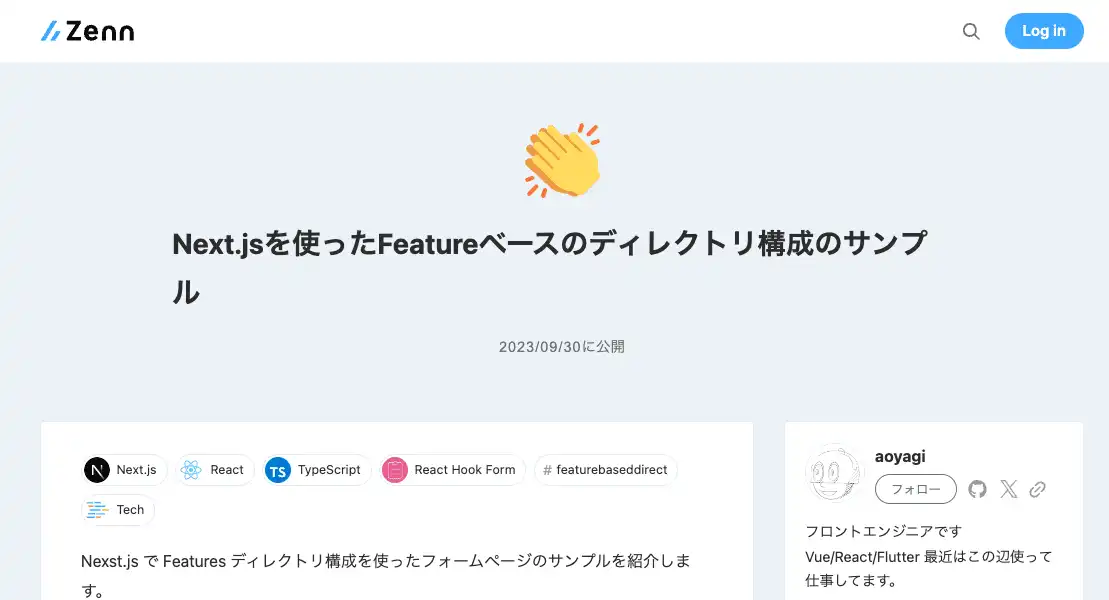 Zenn
Log in
Next.jsを使ったFeatureベースのディレクトリ構成のサンプ
ル
2023/09/30に公開
Next.js
React
TS TypeScript
React Hook Form
# featurebaseddirect
Tech
Nexst.js で Features ディレクトリ構成を使ったフォームページのサンプルを紹介しま
す。
aoyagi
フォロー
フロントエンジニアです
Vue/React/Flutter 最近はこの辺使って
仕事してます。